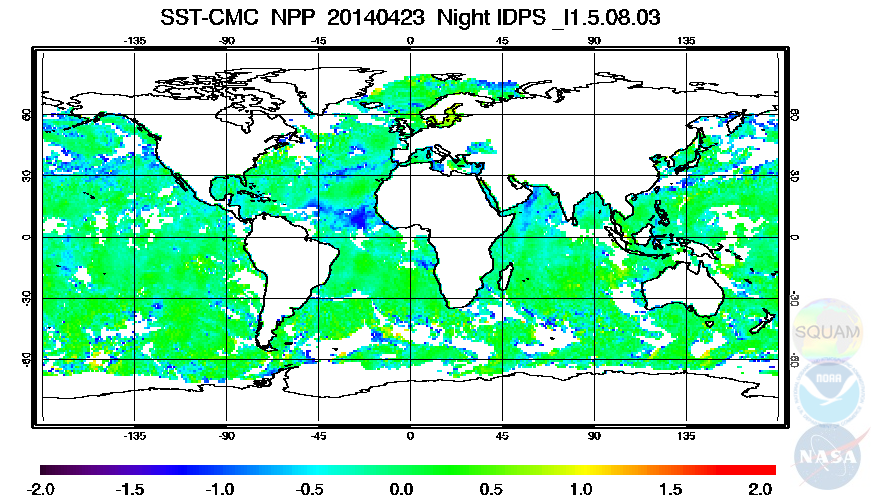 SST-CMC NPP 20140423 Night IDPS _I1.5.08.03
-135 -90 -45 0 45 90 135
60 60
30 30
0 0
-30 -30
-60 -60
-135 -90 -45 0 45 90 135
SQUAM
NOAA
NASA
-2.0 -1.5 -1.0 -0.5 0.0 0.5 1.0 1.5 2.0